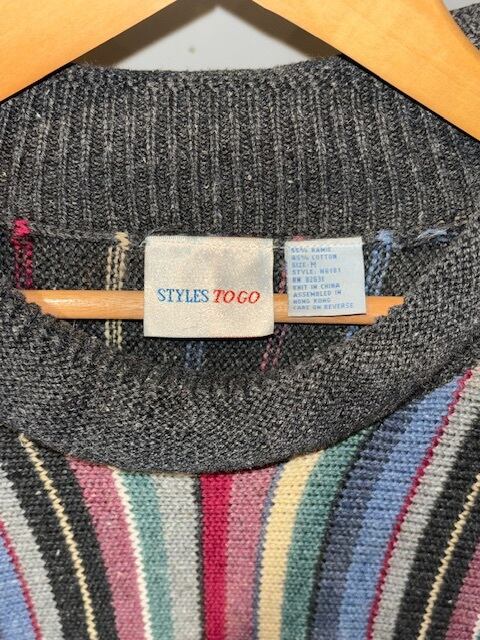 STYLES TO GO
55% RAMIE
45% COTTON
SIZE: M
STYLE: N6101
RN 82631
KNIT IN CHINA
ASSEMBLED IN
HONG KONG
CARE ON REVERSE